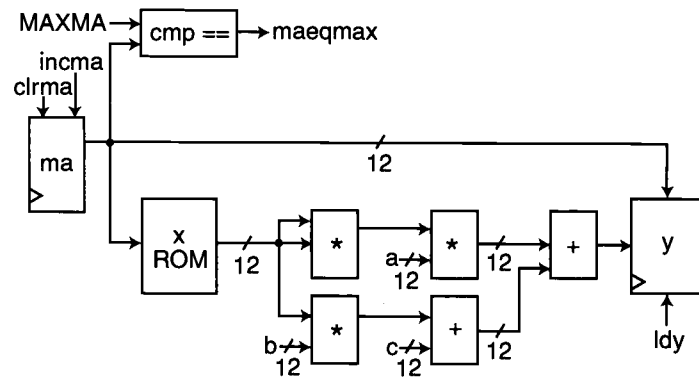 MAXMA
cmp ==
maeqmax
incma
clrma
ma
12
x
ROM
12
*
a
12
*
12
+
y
b
12
*
c
12
+
12
ldy